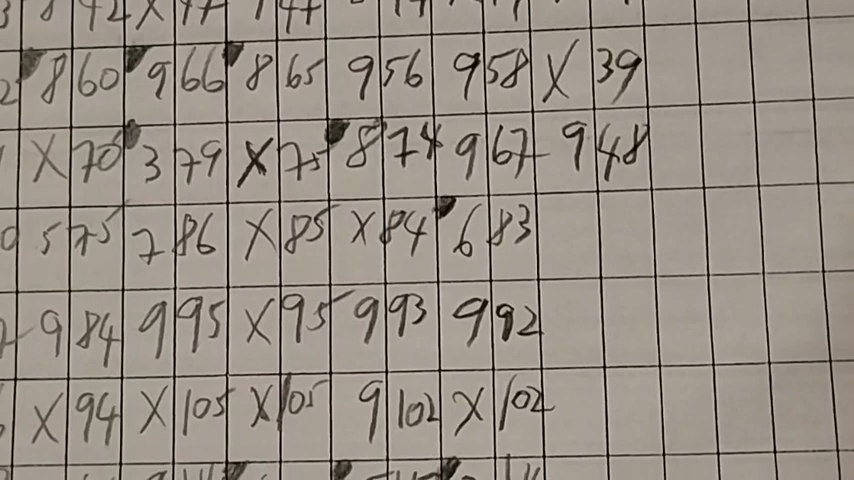 8 60 9 66 8 65 9 56 9 58 X 39
X 70 3 79 X 75 8 74 9 67 9 48
5 75 7 86 X 85 X 84 6 83
9 84 9 95 X 95 9 93 9 92
X 94 X 105 X 105 9 102 X 102